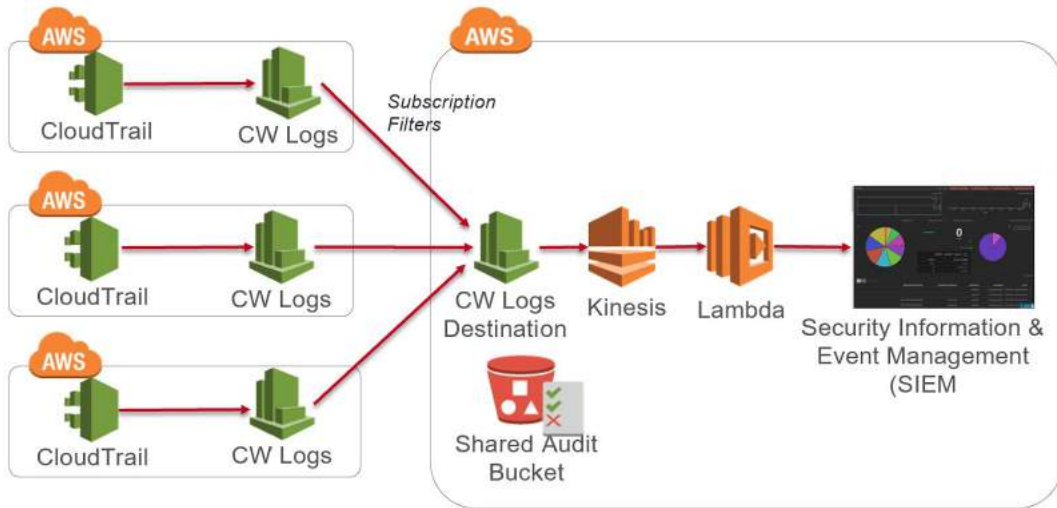 AWS
CloudTrail
CW Logs
AWS
CloudTrail
CW Logs
AWS
CloudTrail
CW Logs
AWS
Subscription
Filters
CW Logs
Destination
Kinesis
Lambda
0
Security Information &
Event Management
(SIEM
Shared Audit
Bucket